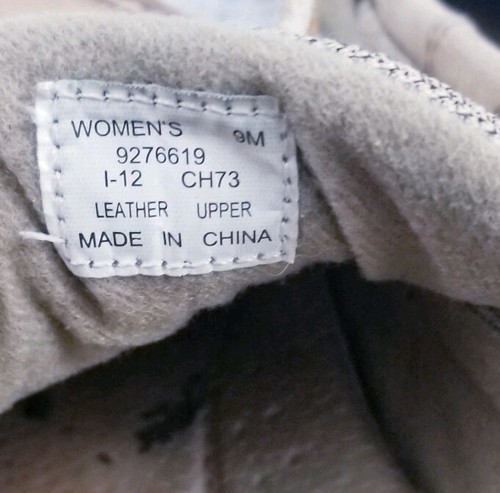 WOMEN'S 9M
9276619
I-12 CH73
LEATHER UPPER
MADE IN CHINA